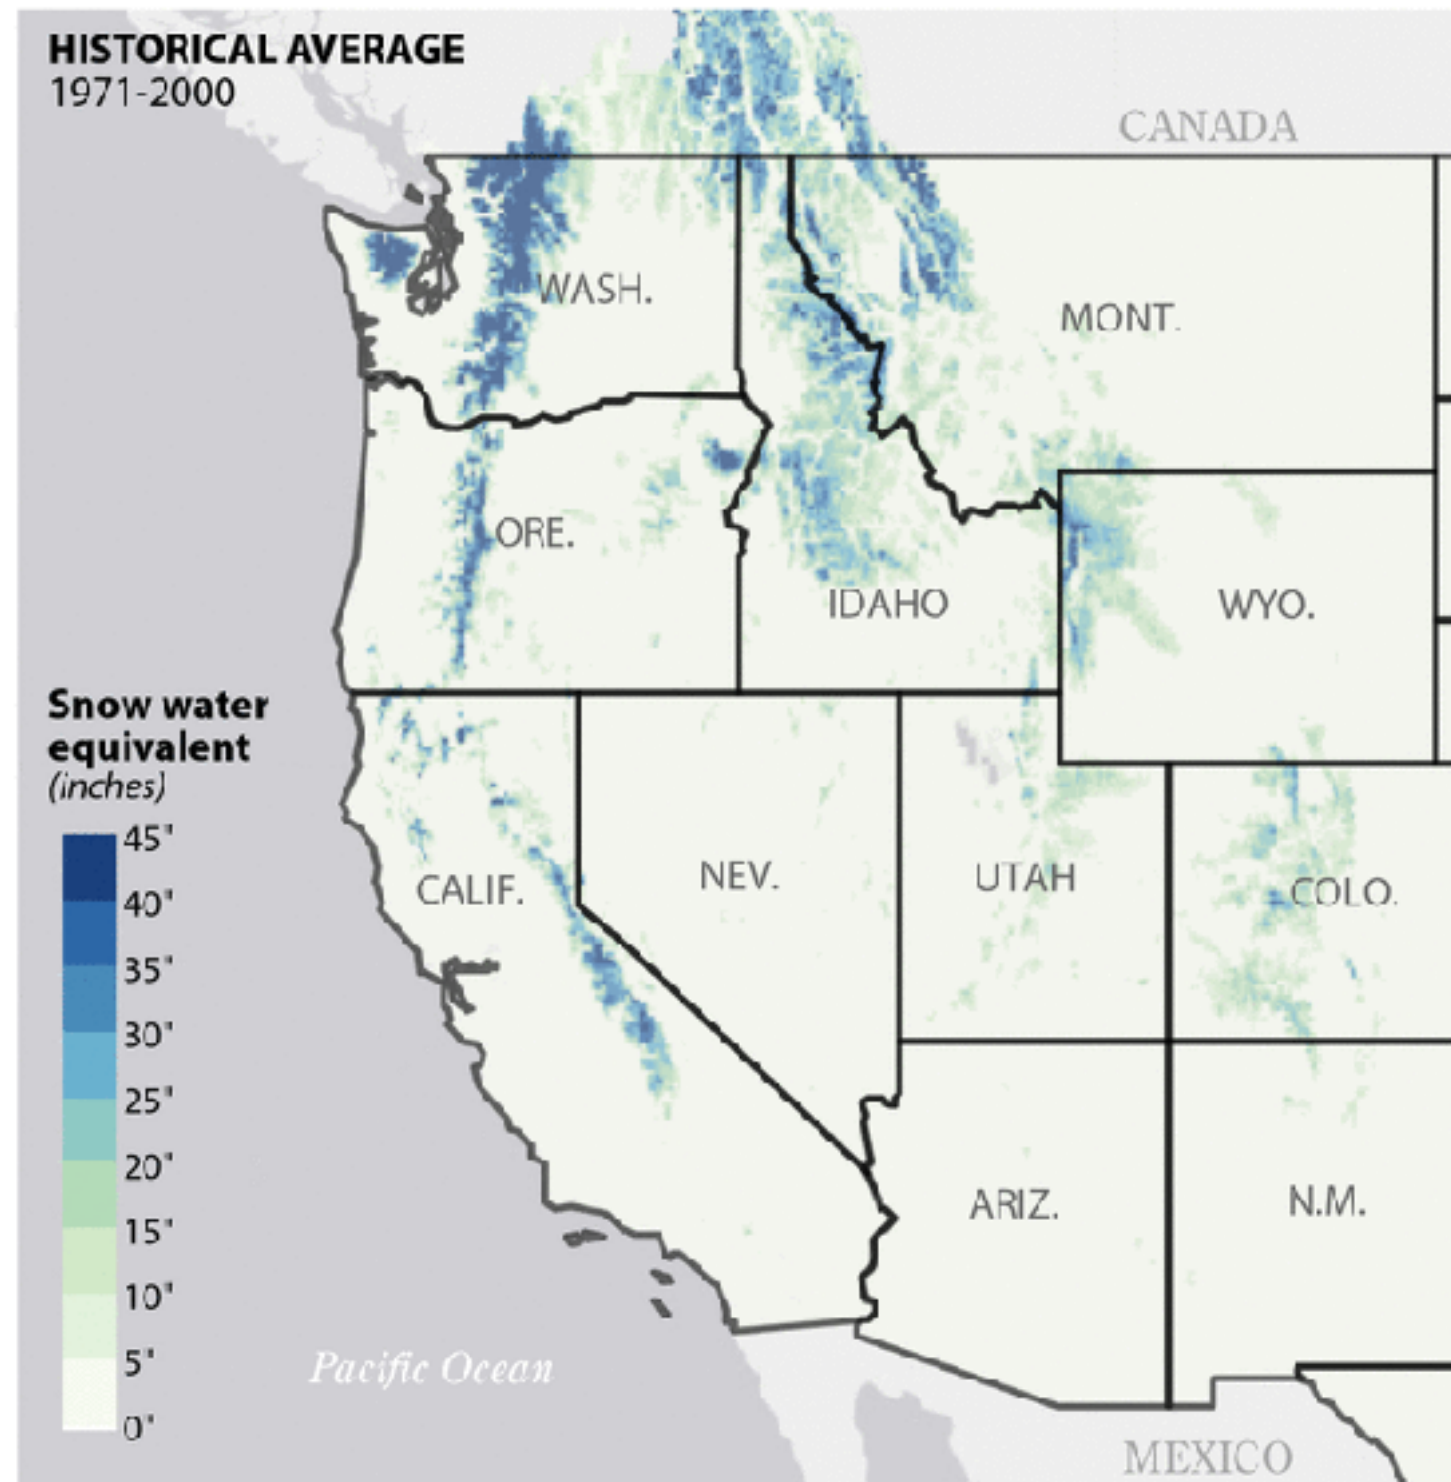 HISTORICAL AVERAGE
1971-2000
CANADA
WASH.
MONT.
ORE.
IDAHO
WYO.
Snow water
equivalent
(inches)
45"
40"
35"
30"
25"
20"
15"
10"
5"
0"
CALIF.
NEV.
UTAH
COLO.
ARIZ.
N.M.
Pacific Ocean
MEXICO